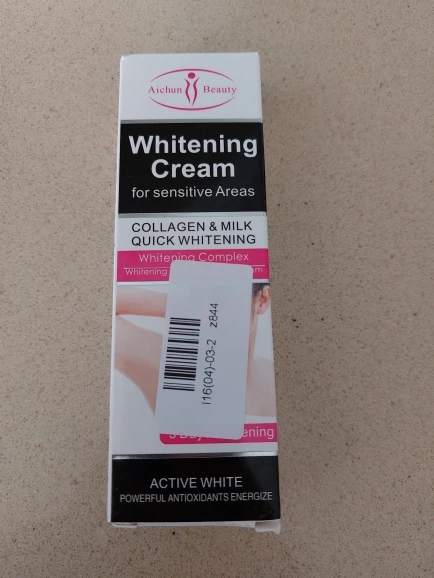 Aichun Beauty
Whitening
Cream
for sensitive Areas
COLLAGEN & MILK
QUICK WHITENING
Whitening Complex
Whitening
I16(04)-03-2 z844
ACTIVE WHITE
POWERFUL ANTIOXIDANTS ENERGIZE